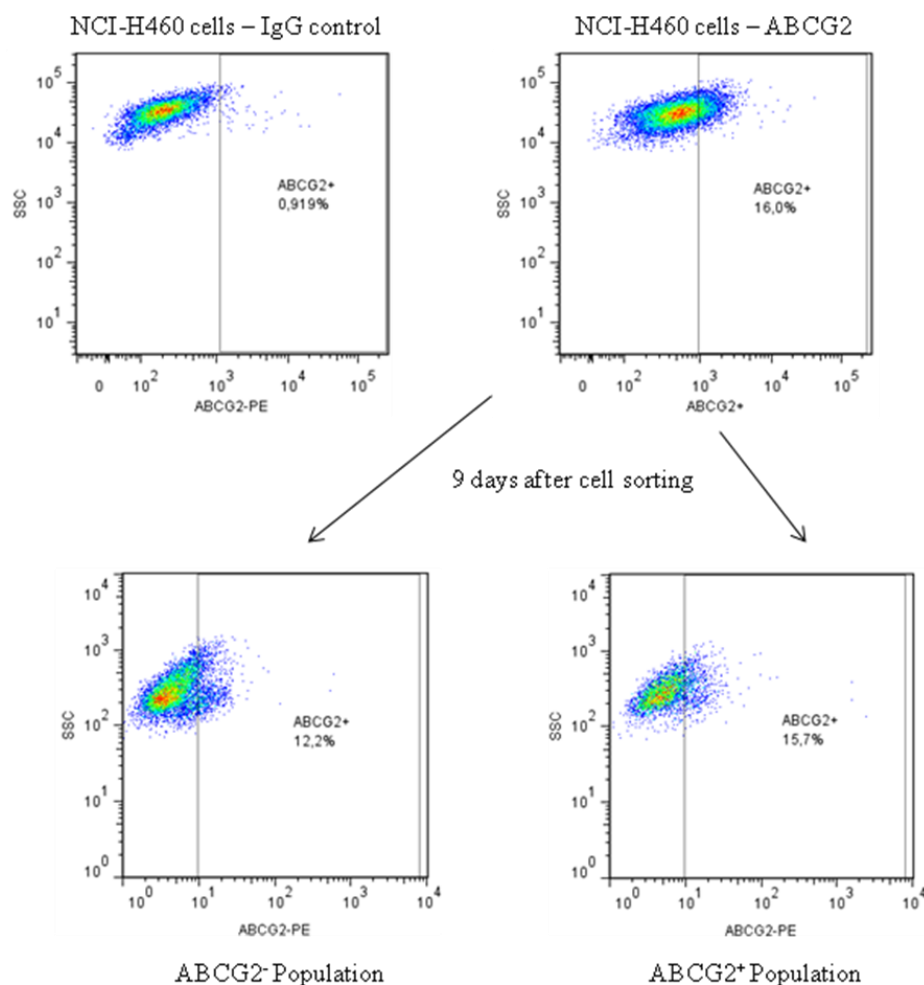 NCI-H460 cells – IgG control
NCI-H460 cells – ABCG2
10⁵
10⁴
10³
10²
10¹
SSC
ABCG2+
0,919%
0 10² 10³ 10⁴ 10⁵
ABCG2-PE
10⁵
10⁴
10³
10²
10¹
SSC
ABCG2+
16,0%
0 10² 10³ 10⁴ 10⁵
ABCG2+
9 days after cell sorting
10⁴
10³
10²
10¹
10⁰
SSC
ABCG2+
12,2%
10⁰ 10¹ 10² 10³ 10⁴
ABCG2-PE
ABCG2⁻ Population
10⁴
10³
10²
10¹
10⁰
SSC
ABCG2+
15,7%
10⁰ 10¹ 10² 10³ 10⁴
ABCG2-PE
ABCG2⁺ Population